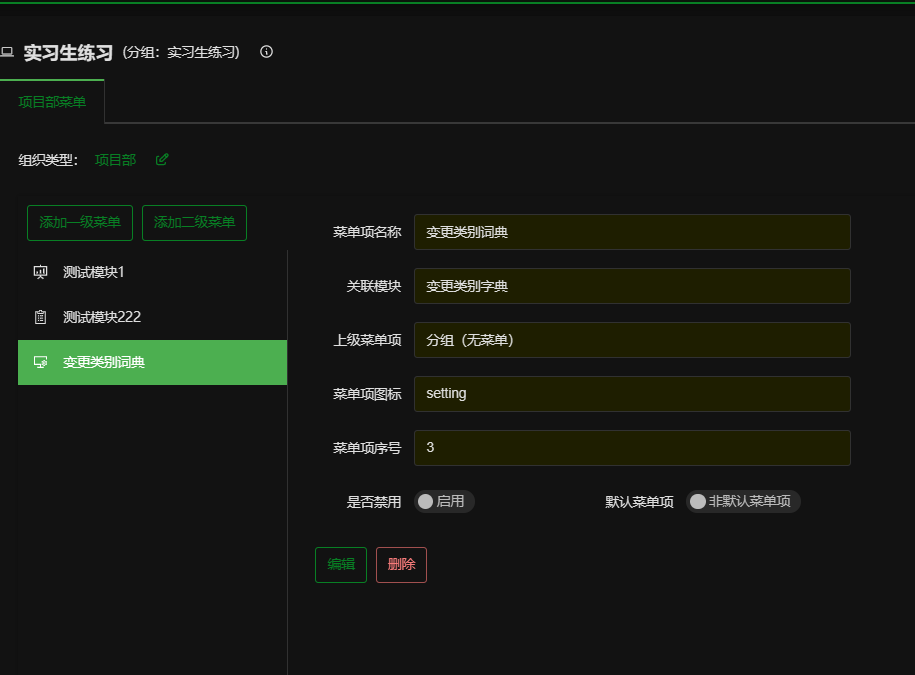 实习生练习 (分组：实习生练习)
项目部菜单
组织类型： 项目部
添加一级菜单 添加二级菜单
测试模块1
测试模块222
变更类别词典
菜单项名称 变更类别词典
关联模块 变更类别字典
上级菜单项 分组（无菜单）
菜单项图标 setting
菜单项序号 3
是否禁用 启用 默认菜单项 非默认菜单项
编辑 删除